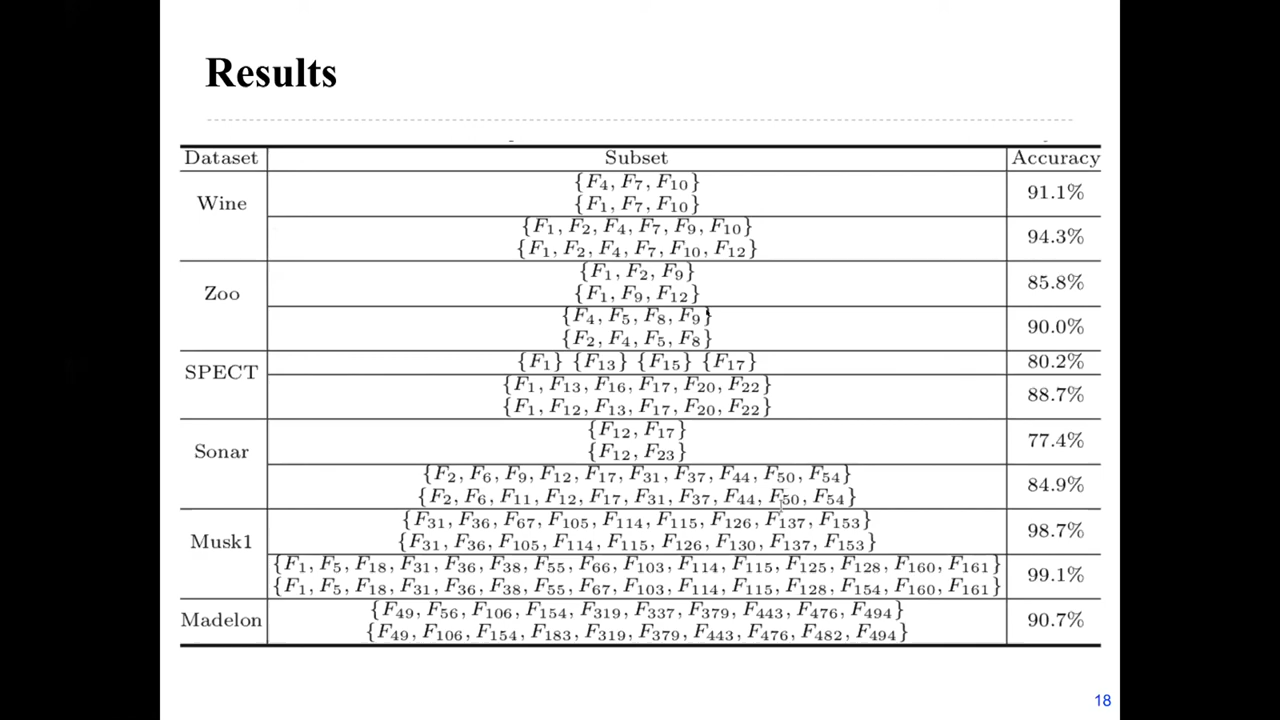 Results
Dataset Subset Accuracy
Wine
{F4, F7, F10}
{F1, F7, F10}
91.1%
{F1, F2, F4, F7, F9, F10}
{F1, F2, F4, F7, F10, F12}
94.3%
Zoo
{F1, F2, F9}
{F1, F9, F12}
85.8%
{F4, F5, F8, F9}
{F2, F4, F5, F8}
90.0%
SPECT
{F1} {F13} {F15} {F17}
80.2%
{F1, F13, F16, F17, F20, F22}
{F1, F12, F13, F17, F20, F22}
88.7%
Sonar
{F12, F17}
{F12, F23}
77.4%
{F2, F6, F9, F12, F17, F31, F37, F44, F50, F54}
{F2, F6, F11, F12, F17, F31, F37, F44, F50, F54}
84.9%
Musk1
{F31, F36, F67, F105, F114, F115, F126, F137, F153}
{F31, F36, F105, F114, F115, F126, F130, F137, F153}
98.7%
{F1, F5, F18, F31, F36, F38, F55, F66, F103, F114, F115, F125, F128, F160, F161}
{F1, F5, F18, F31, F36, F38, F55, F67, F103, F114, F115, F128, F154, F160, F161}
99.1%
Madelon
{F49, F56, F106, F154, F319, F337, F379, F443, F476, F494}
{F49, F106, F154, F183, F319, F379, F443, F476, F482, F494}
90.7%
18